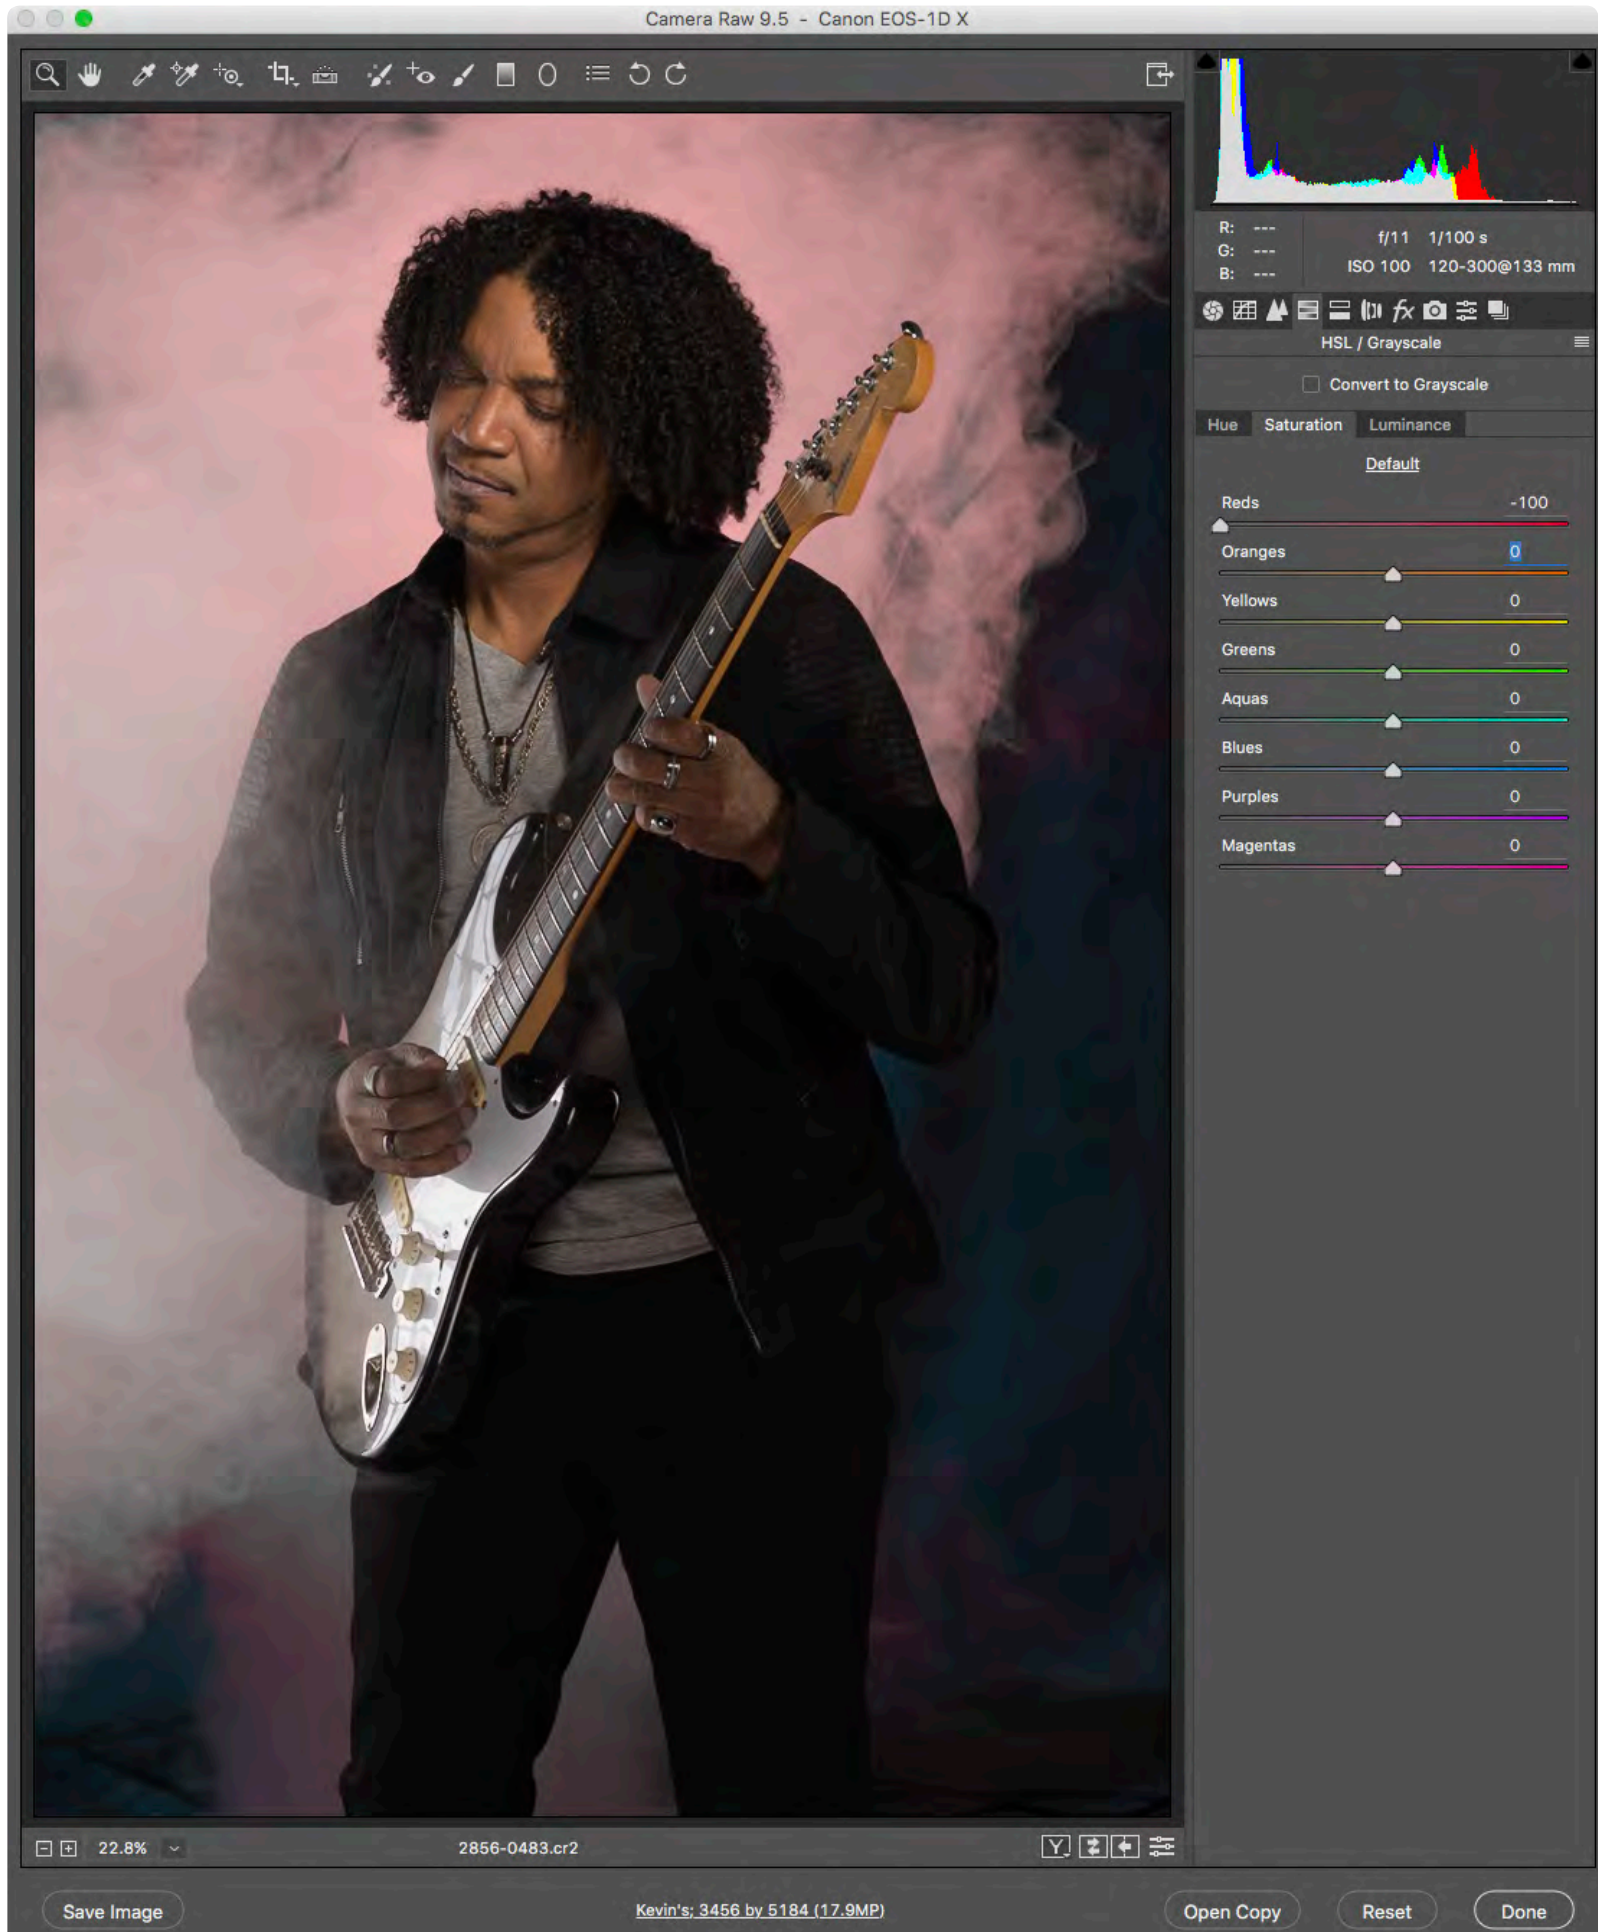 Camera Raw 9.5 - Canon EOS-1D X
R: ---
G: ---
B: ---
f/11 1/100 s
ISO 100 120-300@133 mm
fx
HSL / Grayscale
Convert to Grayscale
Hue Saturation Luminance
Default
Reds -100
Oranges 0
Yellows 0
Greens 0
Aquas 0
Blues 0
Purples 0
Magentas 0
22.8% 2856-0483.cr2 Y
Save Image Kevin's; 3456 by 5184 (17.9MP) Open Copy Reset Done